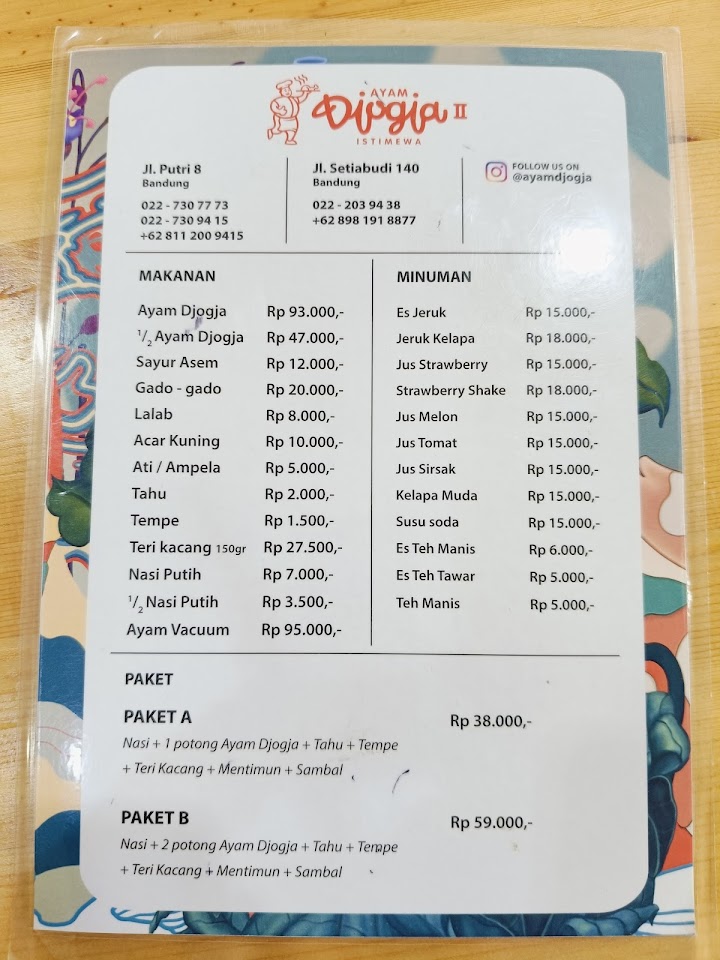 AYAM
Djogja II
ISTIMEWA
Jl. Putri 8
Bandung
022 - 730 77 73
022 - 730 94 15
+62 811 200 9415
Jl. Setiabudi 140
Bandung
022 - 203 94 38
+62 898 191 8877
FOLLOW US ON
@ayamdjogja
MAKANAN
Ayam Djogja Rp 93.000,-
1/2 Ayam Djogja Rp 47.000,-
Sayur Asem Rp 12.000,-
Gado - gado Rp 20.000,-
Lalab Rp 8.000,-
Acar Kuning Rp 10.000,-
Ati / Ampela Rp 5.000,-
Tahu Rp 2.000,-
Tempe Rp 1.500,-
Teri kacang 150gr Rp 27.500,-
Nasi Putih Rp 7.000,-
1/2 Nasi Putih Rp 3.500,-
Ayam Vacuum Rp 95.000,-
MINUMAN
Es Jeruk Rp 15.000,-
Jeruk Kelapa Rp 18.000,-
Jus Strawberry Rp 15.000,-
Strawberry Shake Rp 18.000,-
Jus Melon Rp 15.000,-
Jus Tomat Rp 15.000,-
Jus Sirsak Rp 15.000,-
Kelapa Muda Rp 15.000,-
Susu soda Rp 15.000,-
Es Teh Manis Rp 6.000,-
Es Teh Tawar Rp 5.000,-
Teh Manis Rp 5.000,-
PAKET
PAKET A Rp 38.000,-
Nasi + 1 potong Ayam Djogja + Tahu + Tempe
+ Teri Kacang + Mentimun + Sambal
PAKET B Rp 59.000,-
Nasi + 2 potong Ayam Djogja + Tahu + Tempe
+ Teri Kacang + Mentimun + Sambal